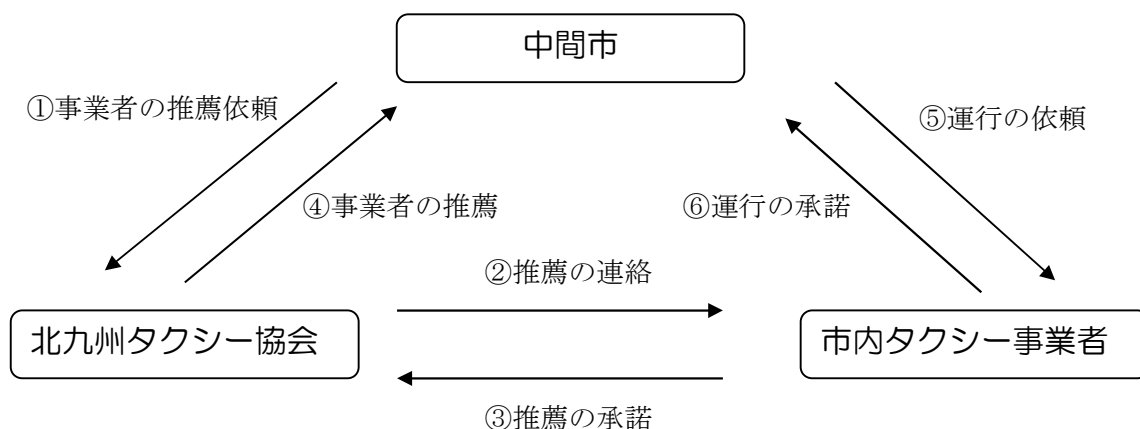 中間市
①事業者の推薦依頼
⑤運行の依頼
④事業者の推薦
⑥運行の承諾
②推薦の連絡
北九州タクシー協会
市内タクシー事業者
③推薦の承諾